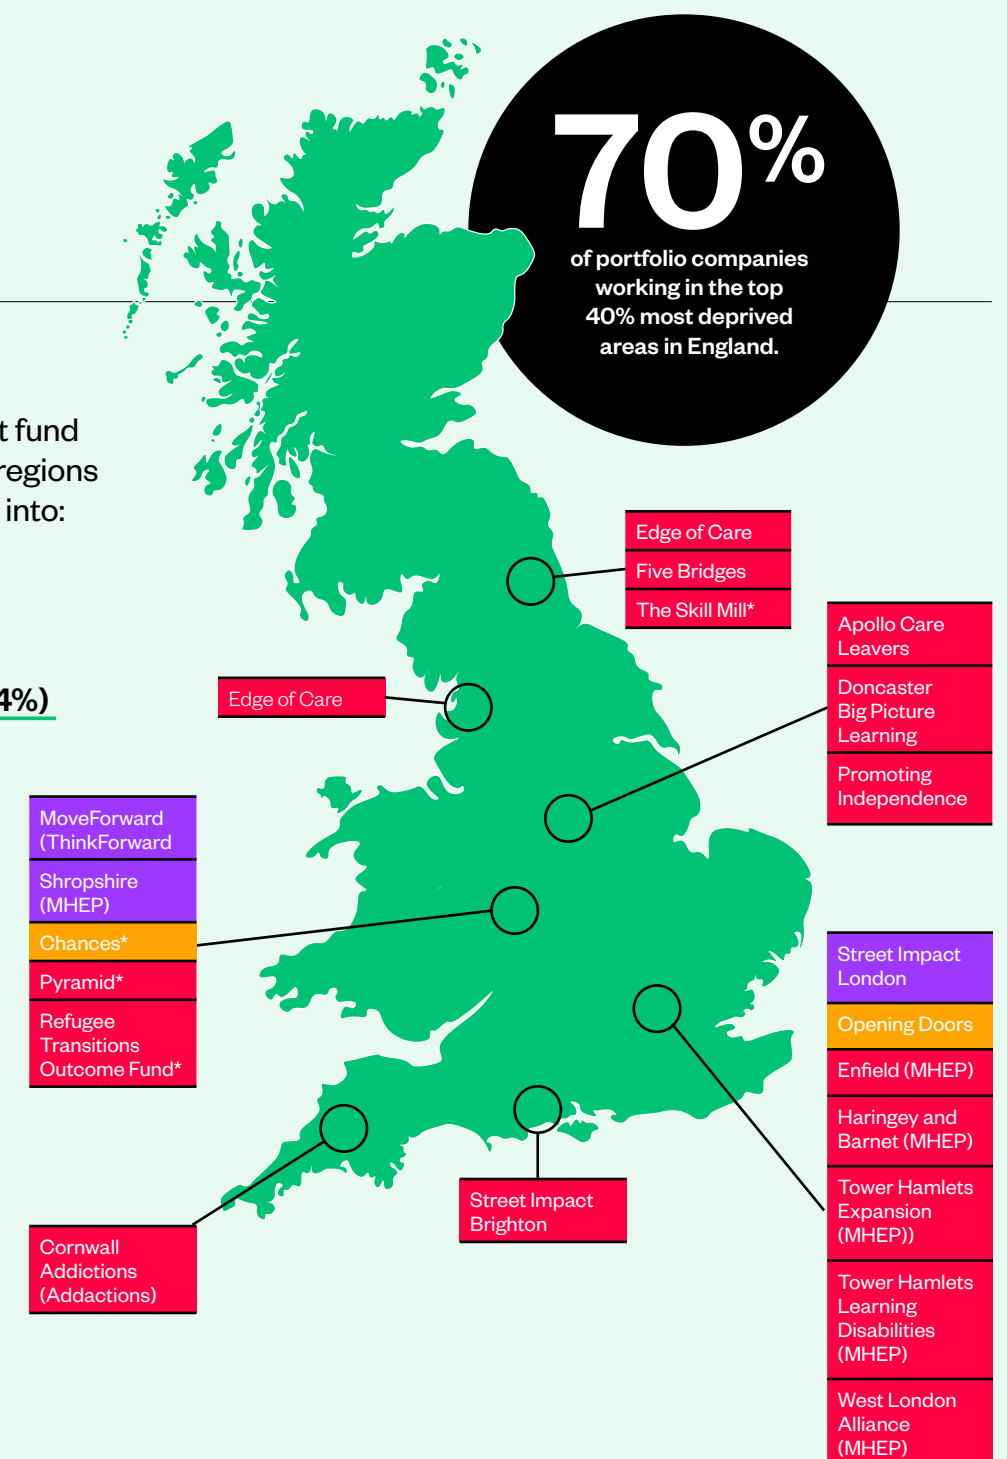 70%
of portfolio companies
working in the top
40% most deprived
areas in England.
t fund
regions
into:
4%)
Edge of Care
Five Bridges
The Skill Mill*
Apollo Care
Leavers
Doncaster
Big Picture
Learning
Promoting
Independence
Edge of Care
MoveForward
(ThinkForward
Shropshire
(MHEP)
Chances*
Pyramid*
Refugee
Transitions
Outcome Fund*
Street Impact
London
Opening Doors
Enfield (MHEP)
Haringey and
Barnet (MHEP)
Tower Hamlets
Expansion
(MHEP))
Tower Hamlets
Learning
Disabilities
(MHEP)
West London
Alliance
(MHEP)
Street Impact
Brighton
Cornwall
Addictions
(Addactions)